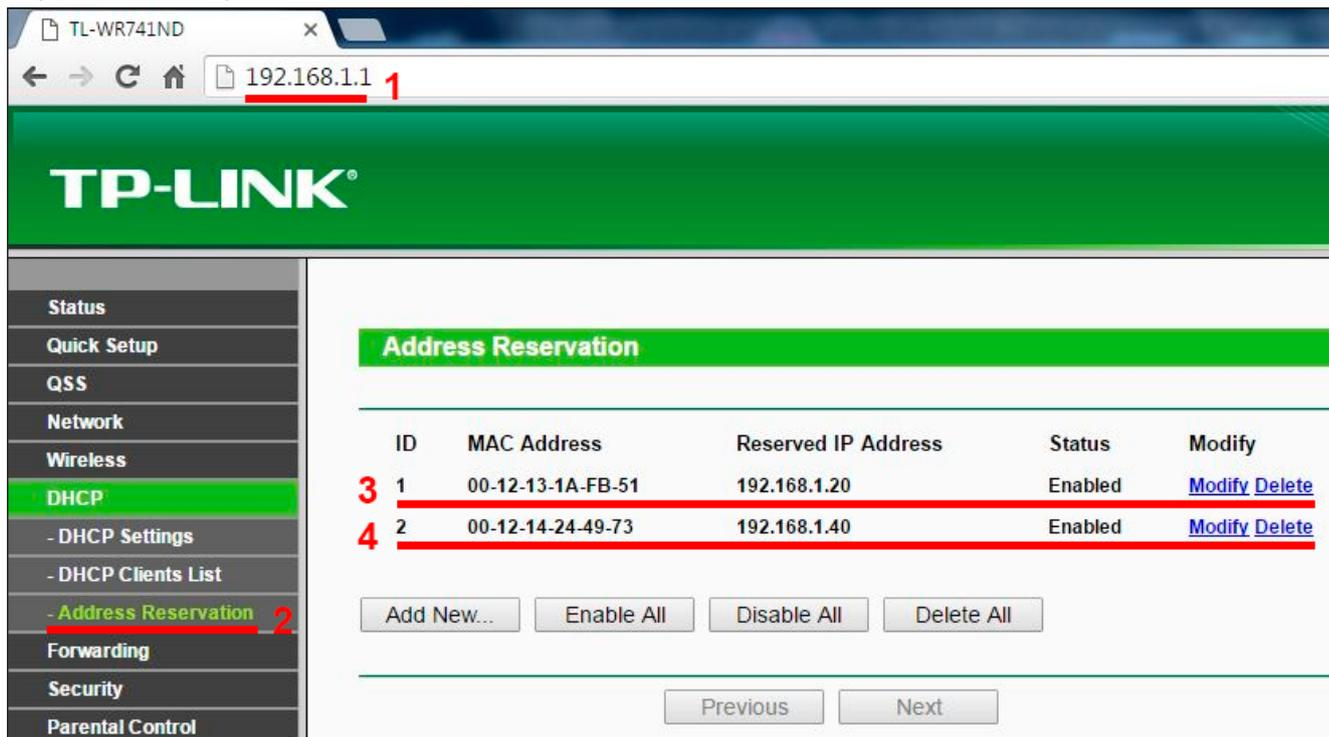 TL-WR741ND
192.168.1.1 1
TP-LINK®
Status
Quick Setup
QSS
Network
Wireless
DHCP
- DHCP Settings
- DHCP Clients List
- Address Reservation 2
Forwarding
Security
Parental Control
Address Reservation
ID MAC Address Reserved IP Address Status Modify
3 1 00-12-13-1A-FB-51 192.168.1.20 Enabled Modify Delete
4 2 00-12-14-24-49-73 192.168.1.40 Enabled Modify Delete
Add New... Enable All Disable All Delete All
Previous Next